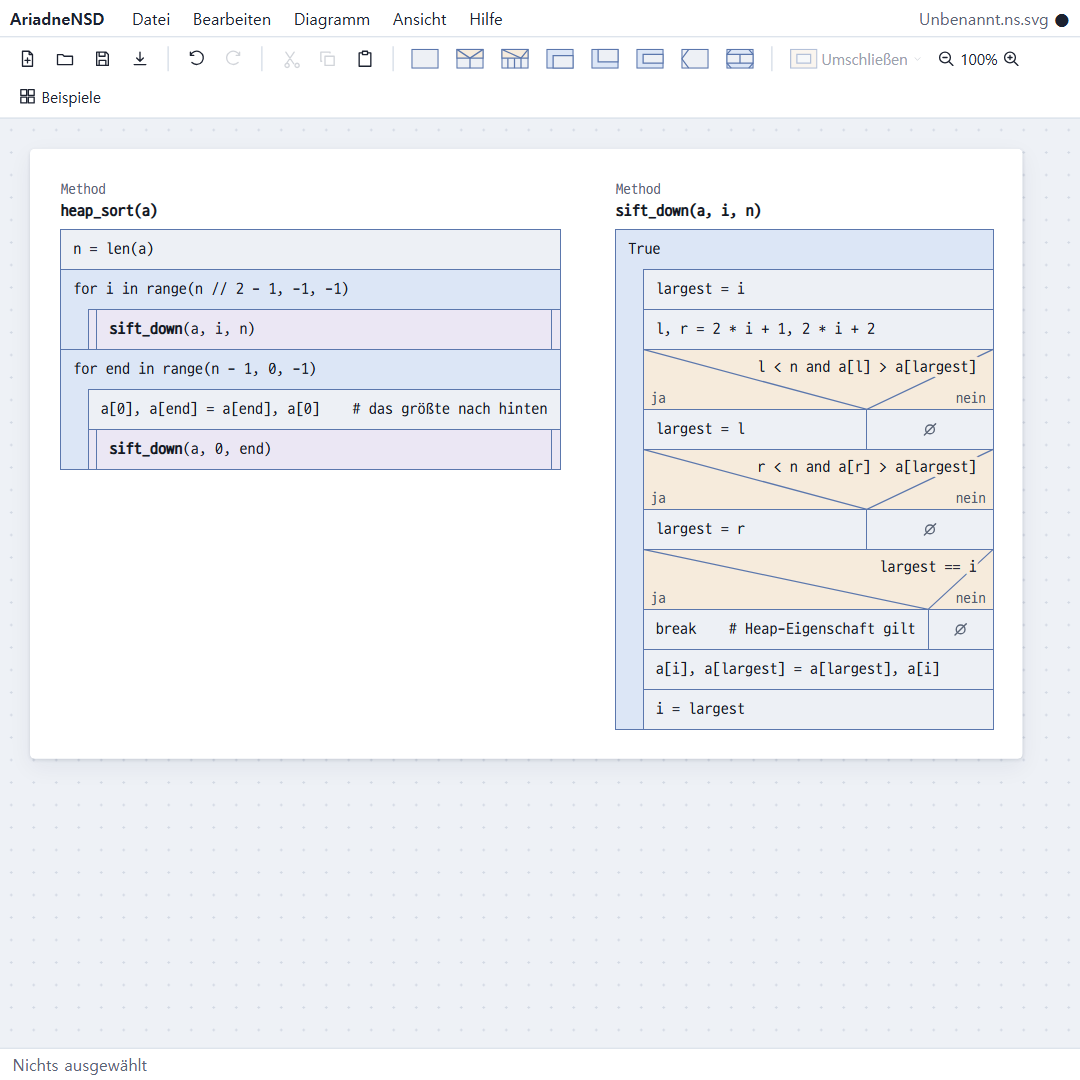 AriadneNSD Datei Bearbeiten Diagramm Ansicht Hilfe Unbenannt.ns.svg
Umschließen 100%
Beispiele
Method
heap_sort(a)
n = len(a)
for i in range(n // 2 - 1, -1, -1)
sift_down(a, i, n)
for end in range(n - 1, 0, -1)
a[0], a[end] = a[end], a[0]    # das größte nach hinten
sift_down(a, 0, end)
Method
sift_down(a, i, n)
True
largest = i
l, r = 2 * i + 1, 2 * i + 2
l < n and a[l] > a[largest]
ja nein
largest = l ∅
r < n and a[r] > a[largest]
ja nein
largest = r ∅
largest == i
ja nein
break    # Heap-Eigenschaft gilt ∅
a[i], a[largest] = a[largest], a[i]
i = largest
Nichts ausgewählt